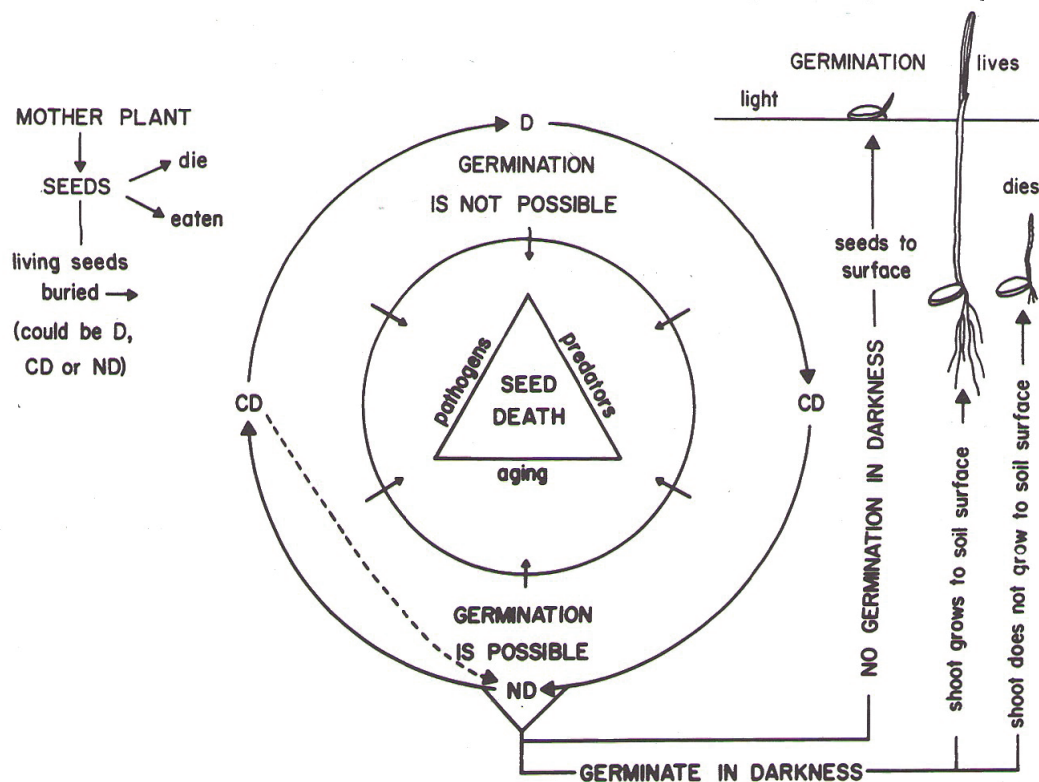 MOTHER PLANT
SEEDS
die
eaten
living seeds
buried
(could be D,
CD or ND)
D
GERMINATION
IS NOT POSSIBLE
CD
CD
pathogens
predators
SEED
DEATH
aging
GERMINATION
IS POSSIBLE
ND
GERMINATION
light
lives
dies
seeds to
surface
NO GERMINATION IN DARKNESS
shoot grows to soil surface
shoot does not grow to soil surface
GERMINATE IN DARKNESS